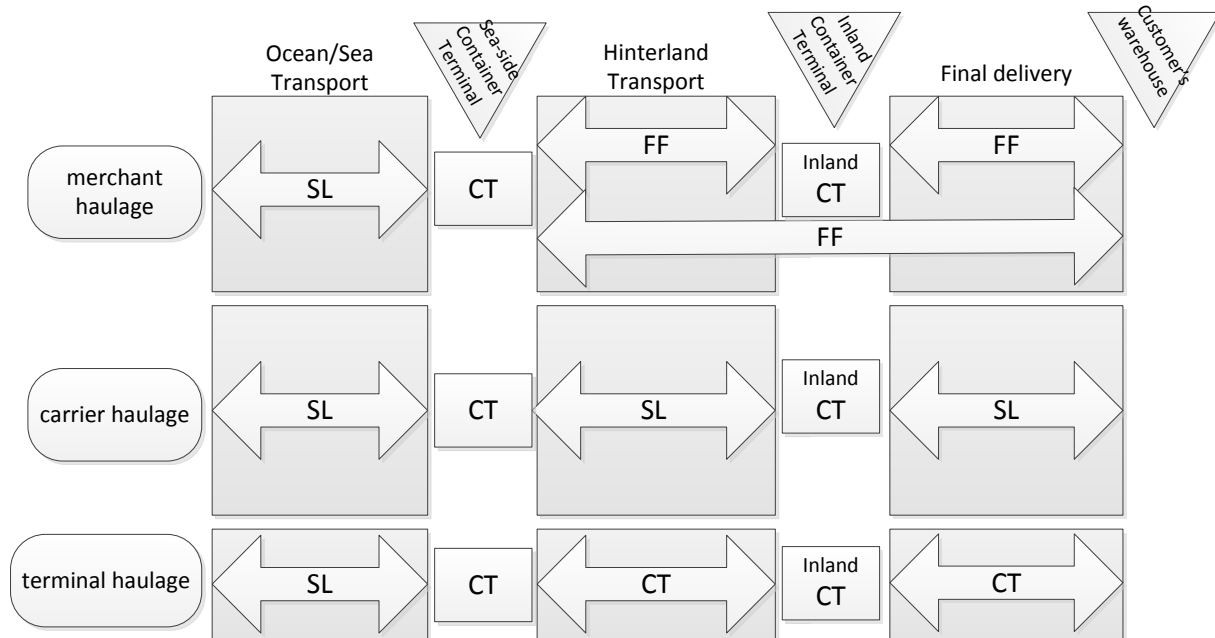 Ocean/Sea
Transport
Sea-side
Container
Terminal
Hinterland
Transport
Inland
Container
Terminal
Final delivery
Customer's
warehouse
merchant
haulage
SL
CT
FF
Inland
CT
FF
FF
carrier haulage
SL
CT
SL
Inland
CT
SL
terminal haulage
SL
CT
CT
Inland
CT
CT